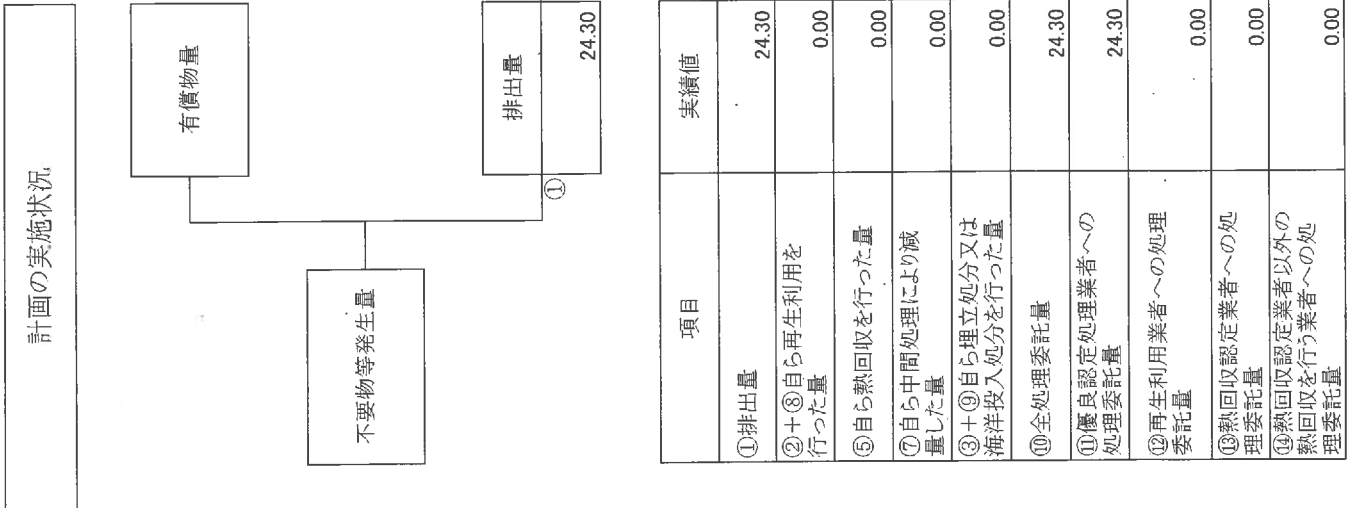 計画の実施状況
有償物量
不要物等発生量
排出量
①
24.30
項目
実績値
①排出量
24.30
②+⑧自ら再生利用を
行った量
0.00
⑤自ら熱回収を行った量
0.00
⑦自ら中間処理により減
量した量
0.00
③+⑨自ら埋立処分又は
海洋投入処分を行った量
0.00
⑩全処理委託量
24.30
⑪優良認定処理業者への
処理委託量
24.30
⑫再生利用業者への処理
委託量
0.00
⑬熱回収認定業者への処
理委託量
0.00
⑭熱回収認定業者以外の
熱回収を行う業者への処
理委託量
0.00